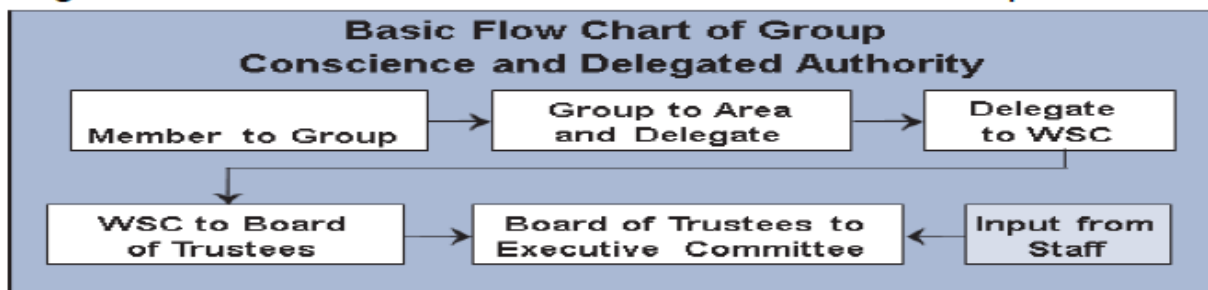 Basic Flow Chart of Group
Conscience and Delegated Authority
Member to Group
Group to Area
and Delegate
Delegate
to WSC
WSC to Board
of Trustees
Board of Trustees to
Executive Committee
Input from
Staff